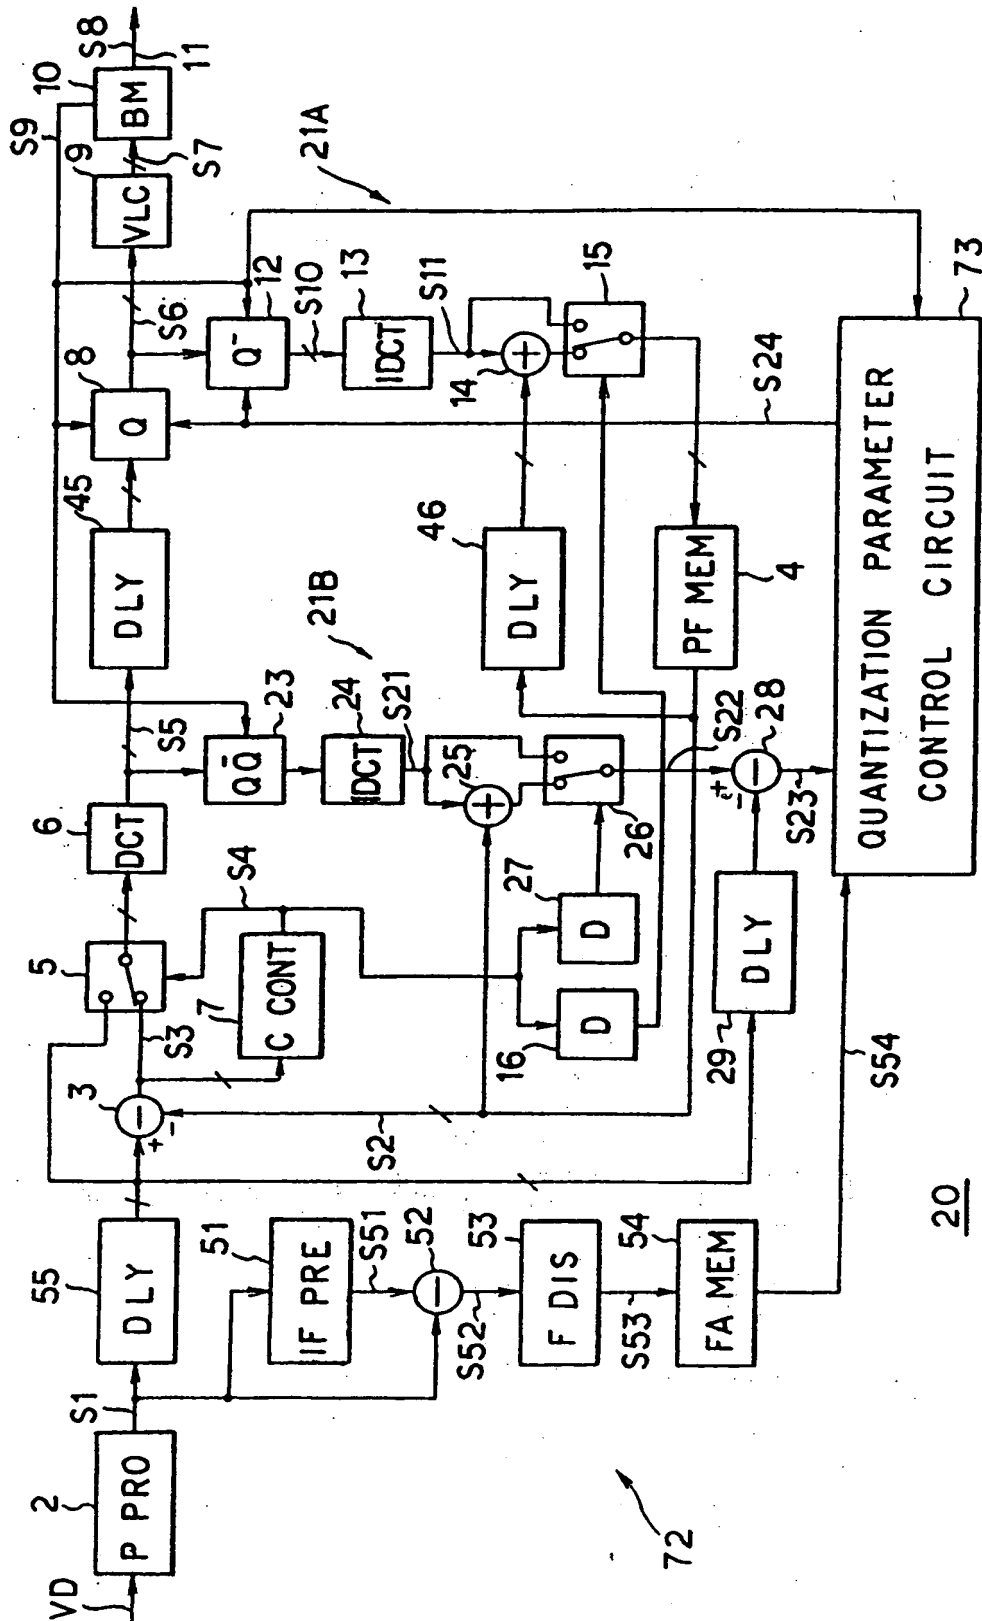 VD
2
P PRO
S1
55
DLY
3
+
-
S3
5
6
DCT
S5
45
DLY
8
Q
S6
9
VLC
S7
10
BM
S8
11
S9
S4
7
C CONT
S2
23
QQ
24
IDCT
S21
21B
25
+
26
27
D
16
D
12
Q-
S10
13
IDCT
S11
14
+
15
21A
46
DLY
PF MEM
4
S22
+
-
28
-
S23
29
DLY
S24
51
IF PRE
S51
52
-
S52
53
F DIS
S53
54
FA MEM
S54
73
QUANTIZATION PARAMETER
CONTROL CIRCUIT
72
20